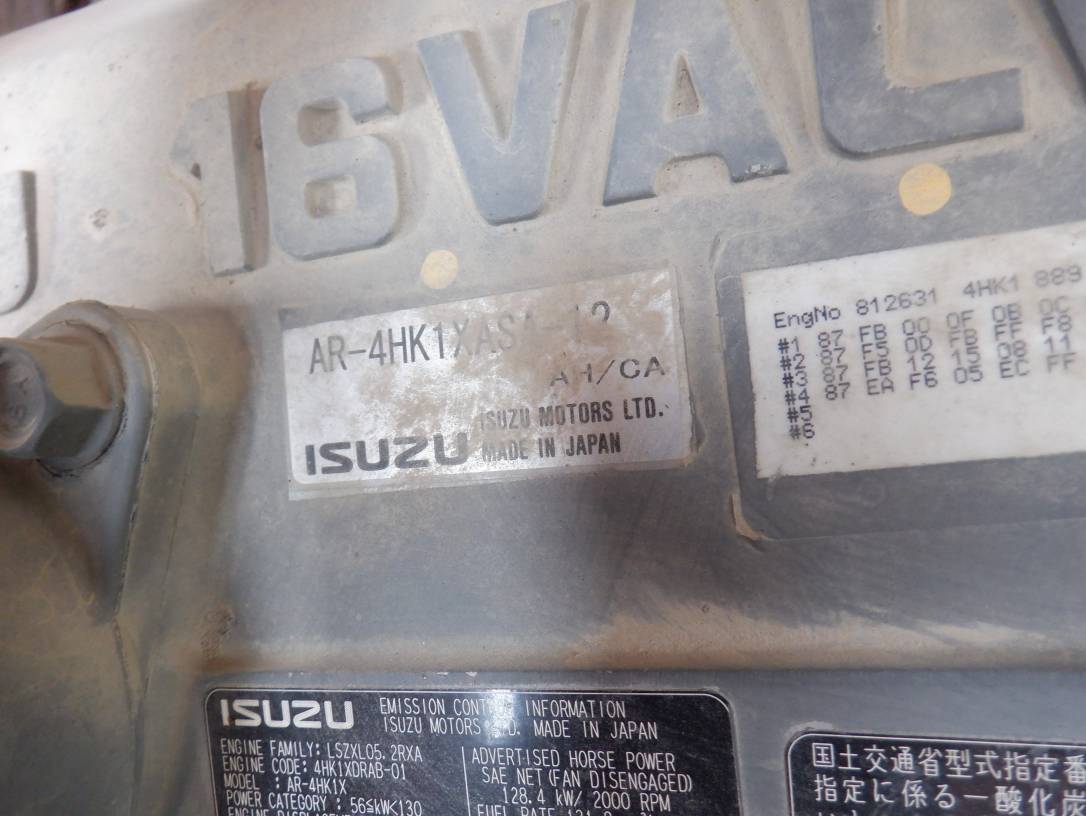 16VAL
AR-4HK1XAS
AH/CA
ISUZU MOTORS LTD.
ISUZU MADE IN JAPAN
EngNo 812631 4HK1 889
#1 87 FB 00 0F 0B 0C
#2 87 F5 0D FB FF F8
#3 87 FB 12 15 08 11
#4 87 EA F6 05 EC FF
#5
#6
ISUZU EMISSION INFORMATION
ISUZU MOTORS LTD. MADE IN JAPAN
ENGINE FAMILY: LSZXL05.2RXA
ENGINE CODE: 4HK1XDRAB-01
MODEL : AR-4HK1X
POWER CATEGORY : 56≤kW<130
ADVERTISED HORSE POWER
SAE NET (FAN DISENGAGED)
128.4 kW/ 2000 RPM
FUEL RATE
国土交通省型式指定番
指定に係る一酸化炭